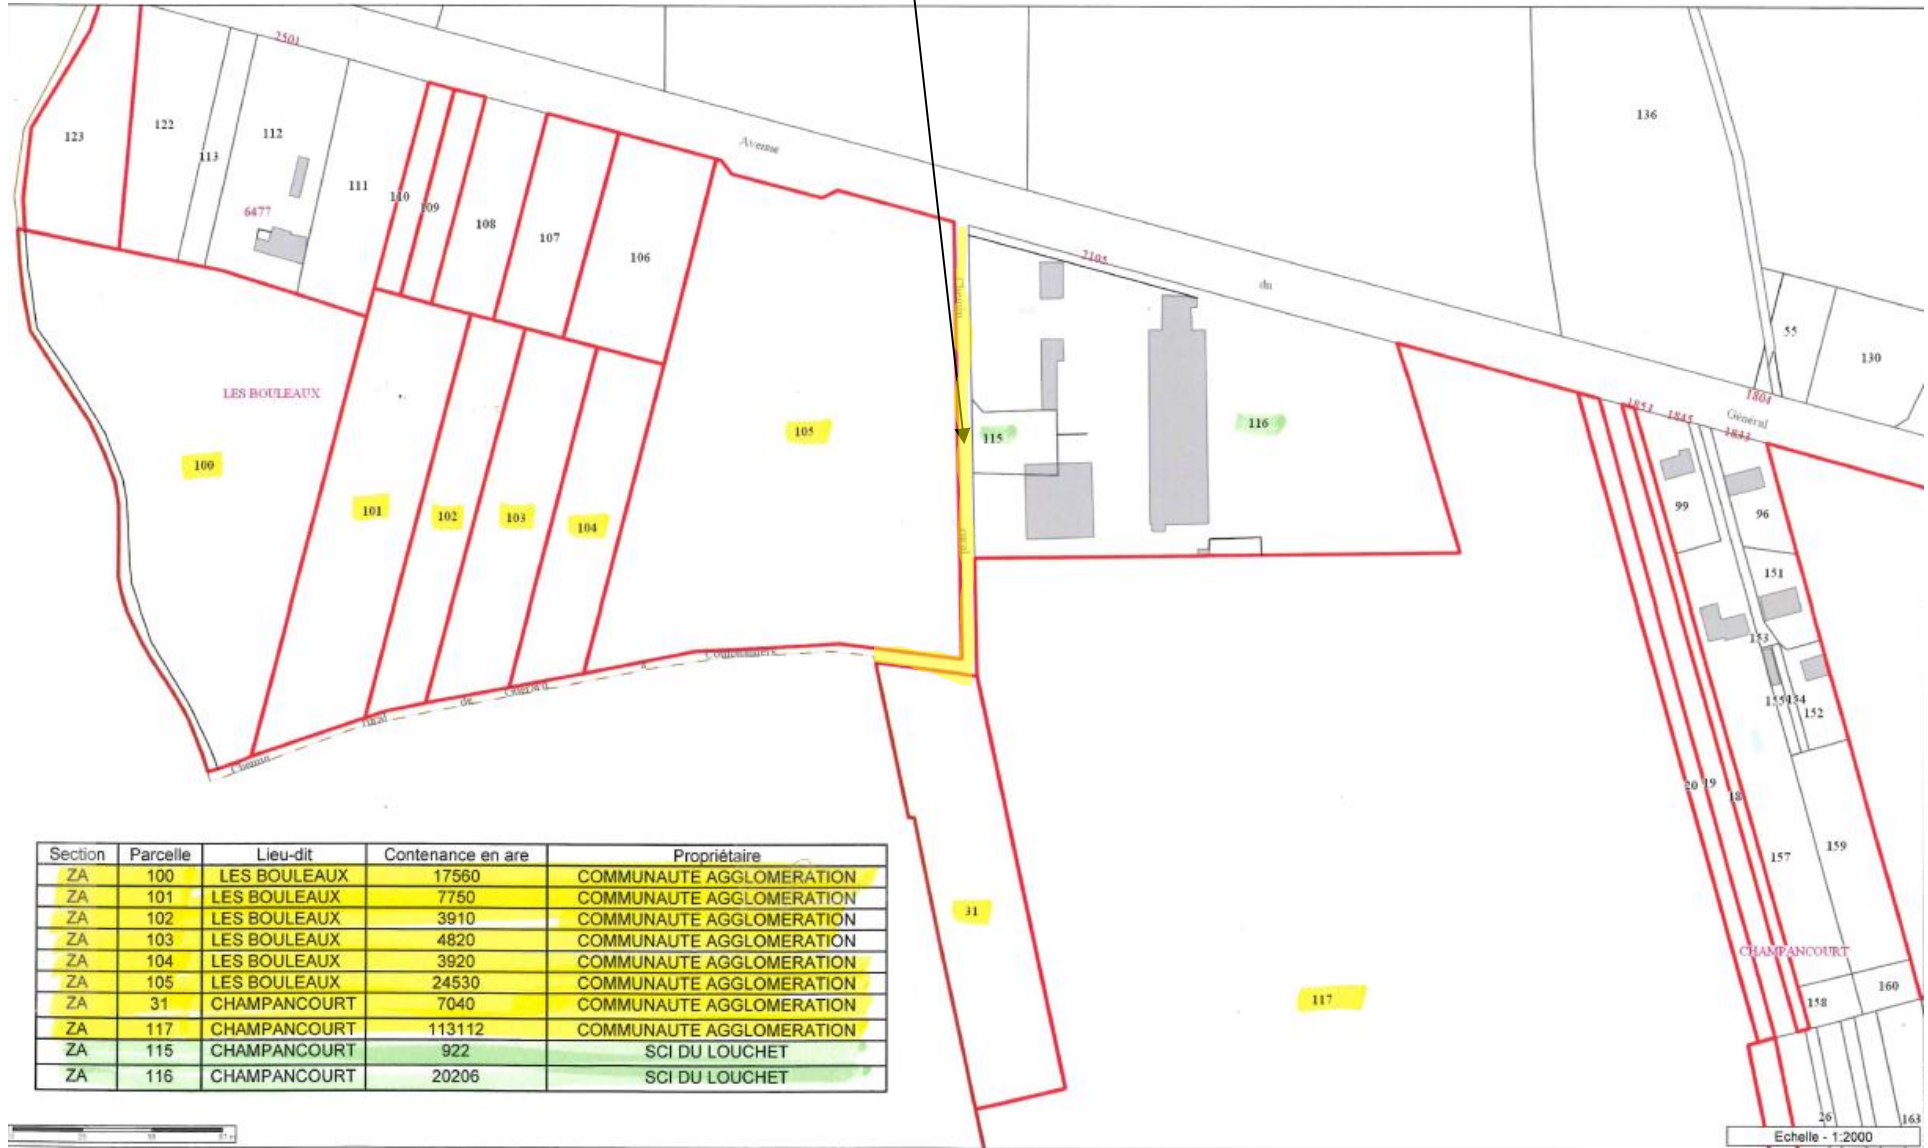 2501
123
122
113
112
6477
111
110
109
108
107
106
Avenue
136
2105
du
55
130
1804
Général
1851
1845
1833
LES BOULEAUX
100
101
102
103
104
105
Chemin
rural
115
116
99
96
151
153
155
154
152
Chemin
rural
de
Guizard
à
20
19
18
157
159
31
117
CHAMPANCOURT
158
160
26
163
Section Parcelle Lieu-dit Contenance en are Propriétaire
ZA 100 LES BOULEAUX 17560 COMMUNAUTE AGGLOMERATION
ZA 101 LES BOULEAUX 7750 COMMUNAUTE AGGLOMERATION
ZA 102 LES BOULEAUX 3910 COMMUNAUTE AGGLOMERATION
ZA 103 LES BOULEAUX 4820 COMMUNAUTE AGGLOMERATION
ZA 104 LES BOULEAUX 3920 COMMUNAUTE AGGLOMERATION
ZA 105 LES BOULEAUX 24530 COMMUNAUTE AGGLOMERATION
ZA 31 CHAMPANCOURT 7040 COMMUNAUTE AGGLOMERATION
ZA 117 CHAMPANCOURT 113112 COMMUNAUTE AGGLOMERATION
ZA 115 CHAMPANCOURT 922 SCI DU LOUCHET
ZA 116 CHAMPANCOURT 20206 SCI DU LOUCHET
Echelle - 1:2000